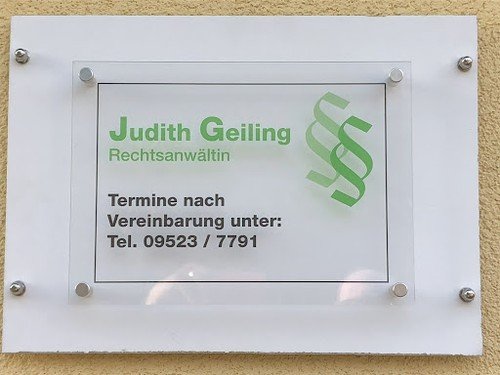 Judith Geiling
Rechtsanwältin
§§
Termine nach
Vereinbarung unter:
Tel. 09523 / 7791